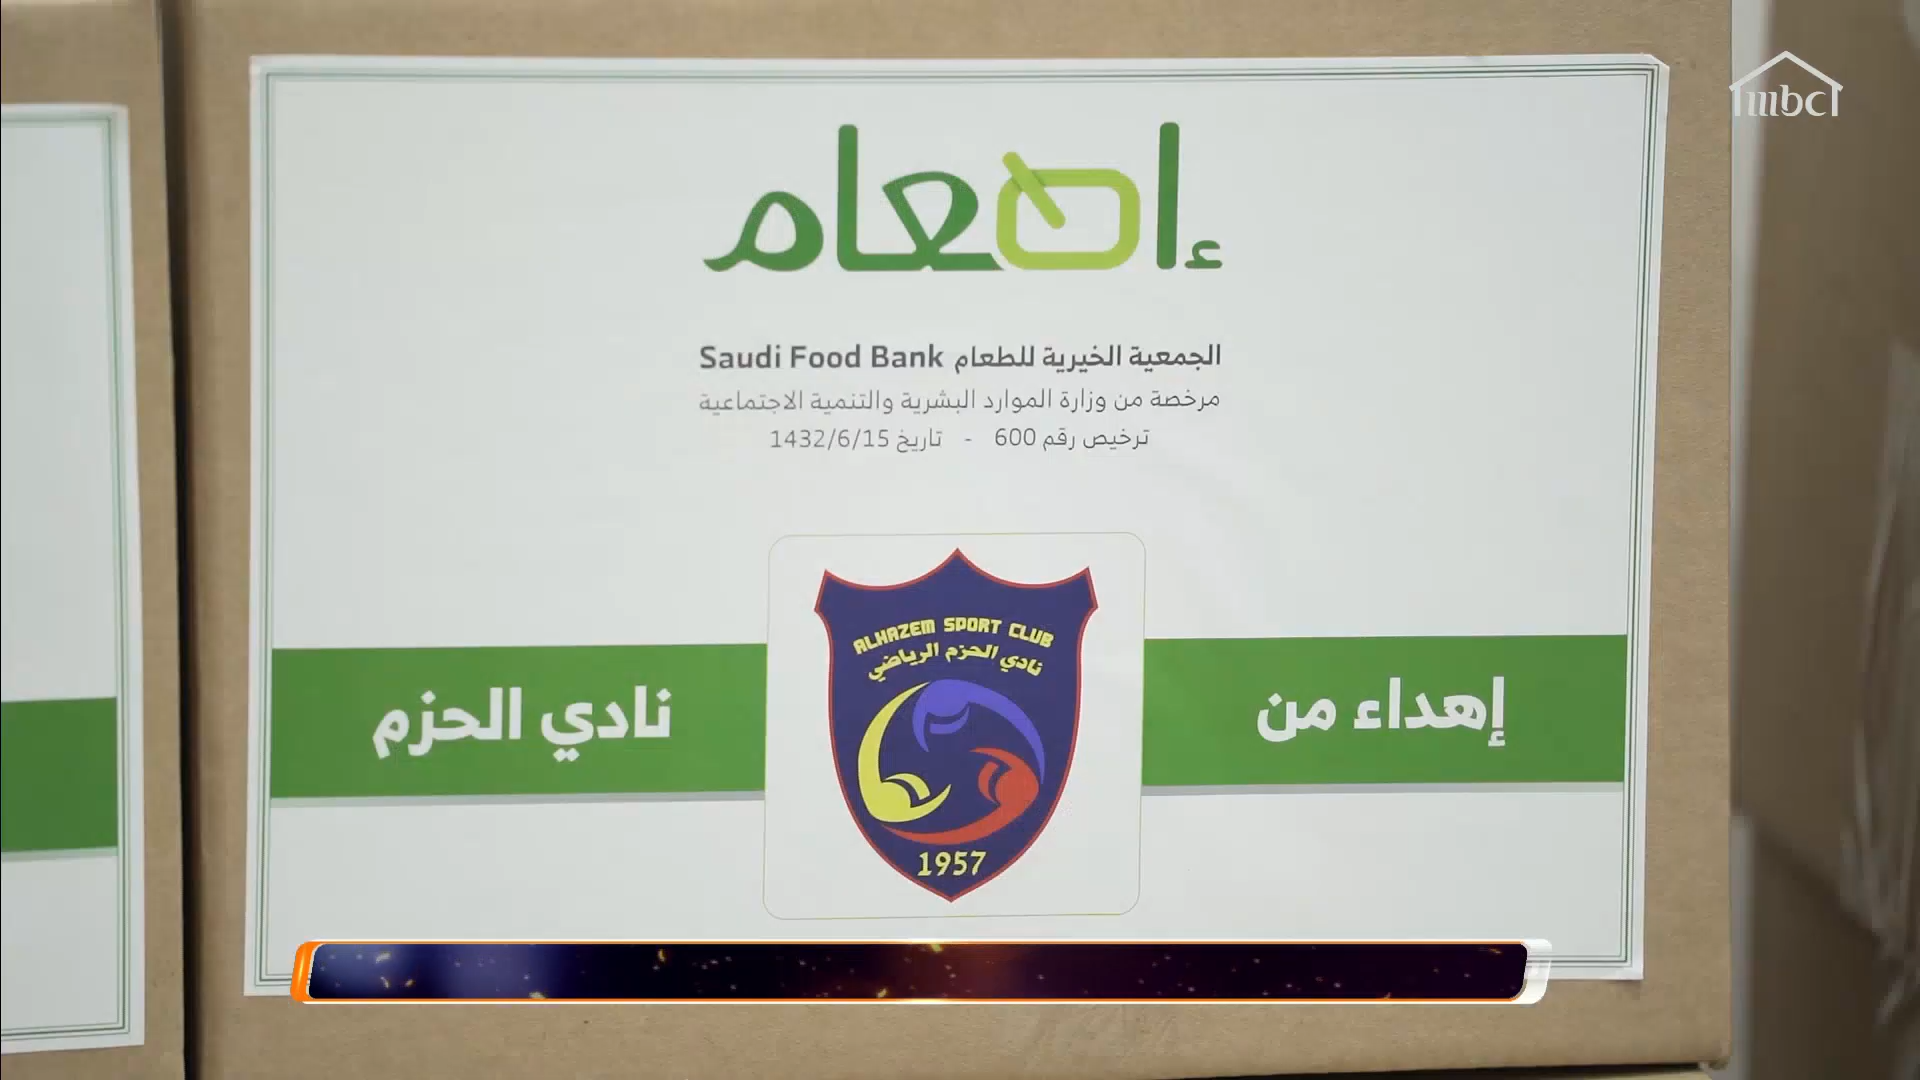 mbc
إطعام
الجمعية الخيرية للطعام Saudi Food Bank
مرخصة من وزارة الموارد البشرية والتنمية الاجتماعية
ترخيص رقم 600 - تاريخ 1432/6/15
ALHAZEM SPORT CLUB
نادي الحزم الرياضي
إهداء من
نادي الحزم
1957